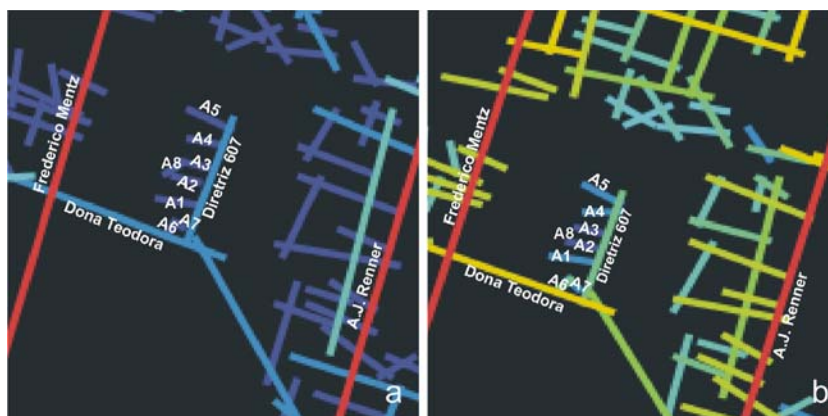 Frederico Mentz
A5
A4
A8 A3
A2
A1
A6 A7
Diretriz 607
Dona Teodora
A.J. Renner
a
Frederico Mentz
A5
A4
A8 A3
A2
A1
A6 A7
Diretriz 607
Dona Teodora
A.J. Renner
b